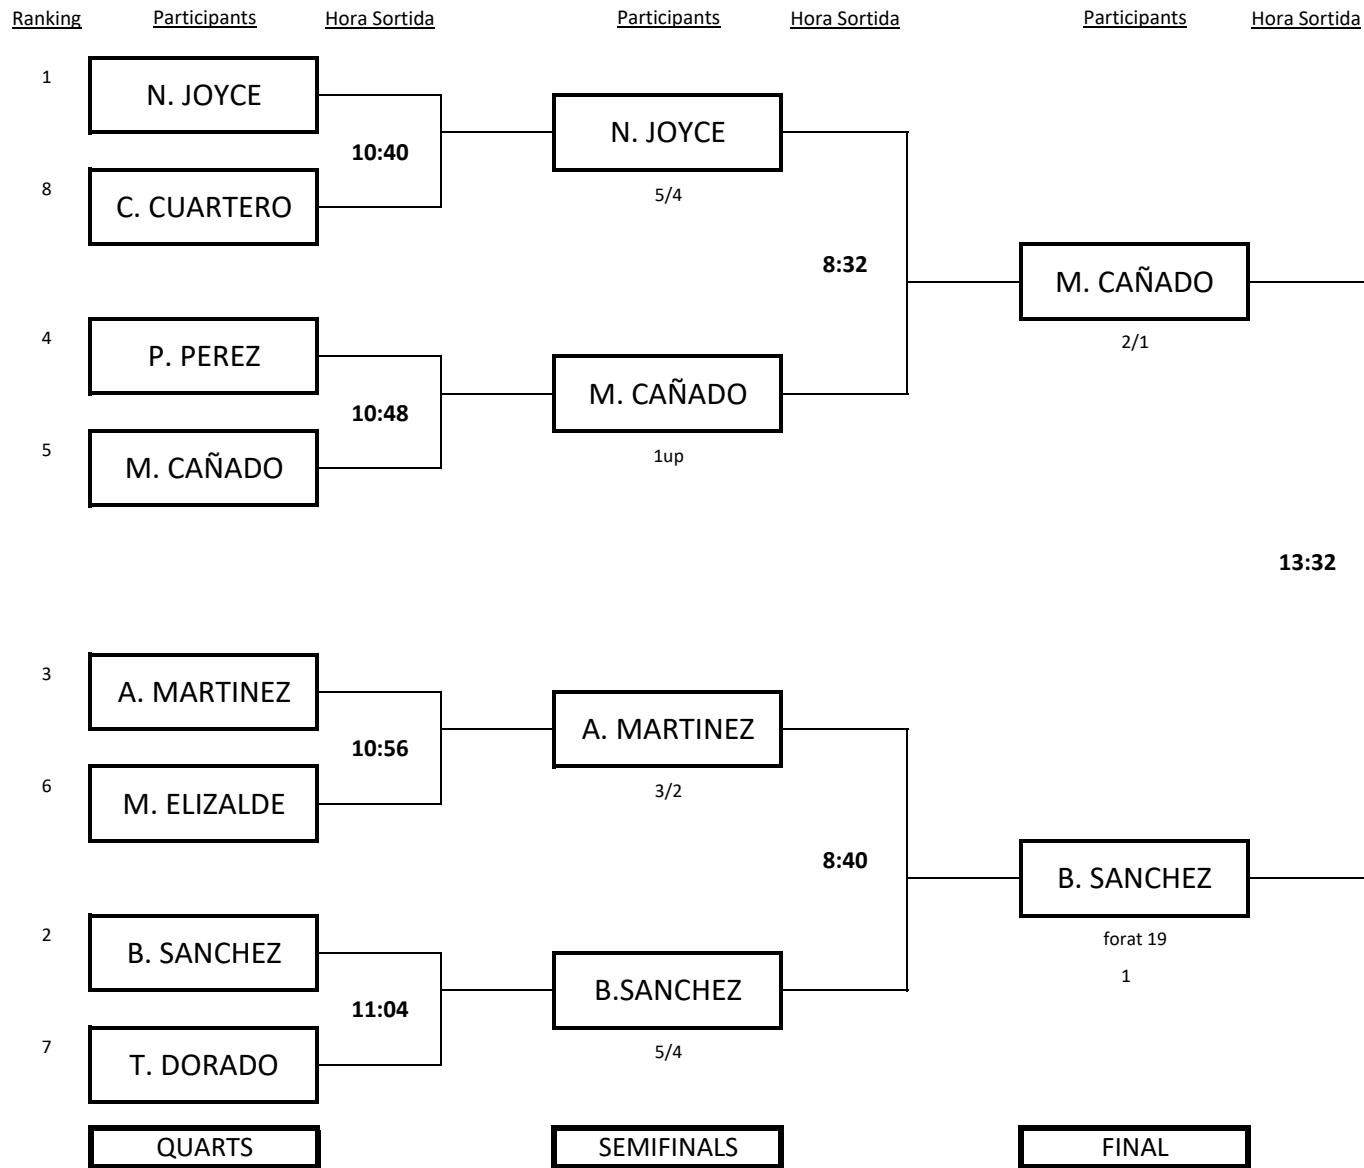 Ranking Participants Hora Sortida Participants Hora Sortida Participants Hora Sortida
1
N. JOYCE
N. JOYCE
10:40
8
C. CUARTERO
5/4
8:32
M. CAÑADO
4
P. PEREZ
2/1
M. CAÑADO
10:48
5
M. CAÑADO
1up
13:32
3
A. MARTINEZ
A. MARTINEZ
10:56
6
M. ELIZALDE
3/2
8:40
B. SANCHEZ
2
B. SANCHEZ
forat 19
1
B.SANCHEZ
11:04
7
T. DORADO
5/4
QUARTS SEMIFINALS FINAL